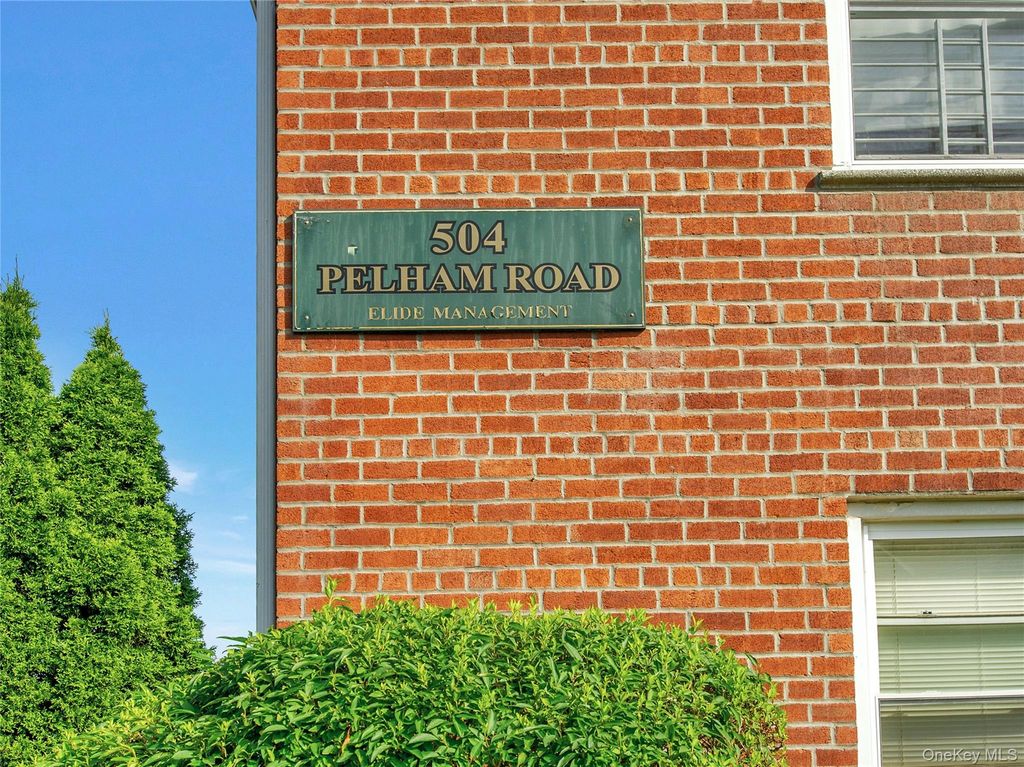 504
PELHAM ROAD
ELIDE MANAGEMENT
OneKey MLS